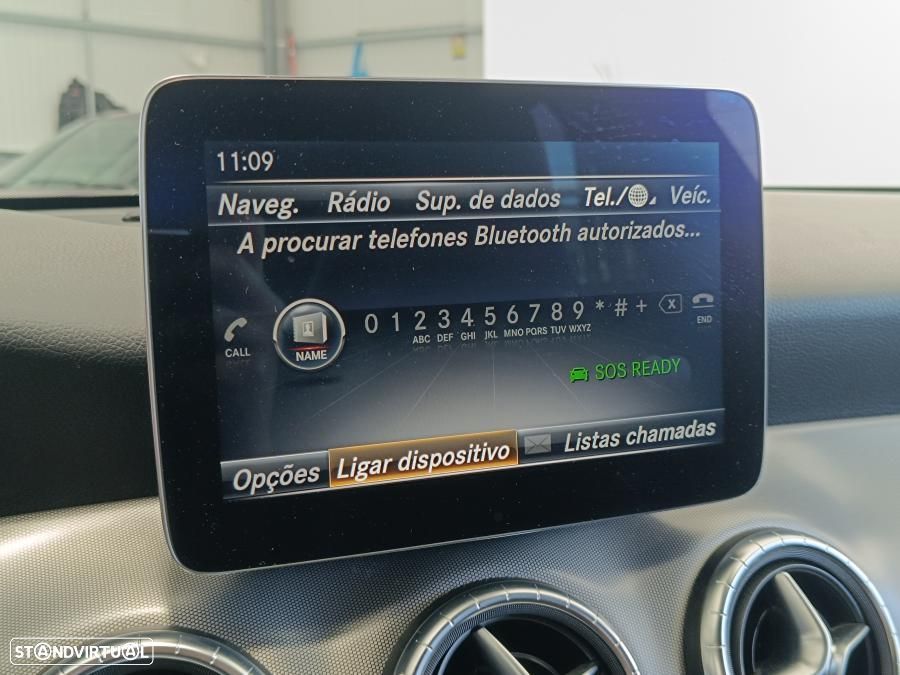 11:09
Naveg. Rádio Sup. de dados Tel./ Veíc.
A procurar telefones Bluetooth autorizados...
CALL NAME 0 1 2 3 4 5 6 7 8 9 * # + END
ABC DEF GHI JKL MNO PQRS TUV WXYZ
SOS READY
Opções Ligar dispositivo Listas chamadas
STANDVIRTUAL